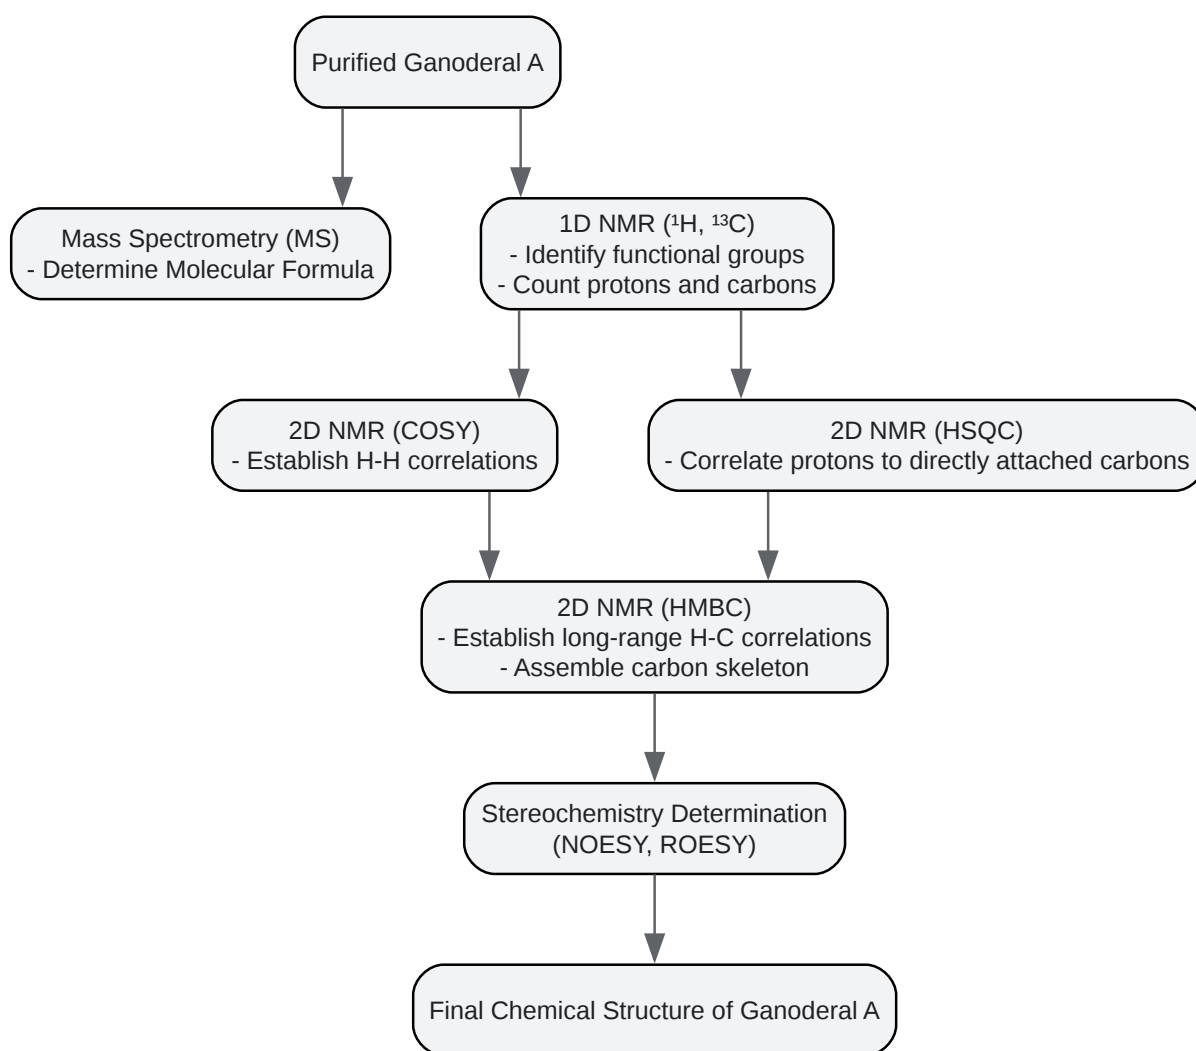 Purified Ganoderal A
Mass Spectrometry (MS)
- Determine Molecular Formula
1D NMR (¹H, ¹³C)
- Identify functional groups
- Count protons and carbons
2D NMR (COSY)
- Establish H-H correlations
2D NMR (HSQC)
- Correlate protons to directly attached carbons
2D NMR (HMBC)
- Establish long-range H-C correlations
- Assemble carbon skeleton
Stereochemistry Determination
(NOESY, ROESY)
Final Chemical Structure of Ganoderal A